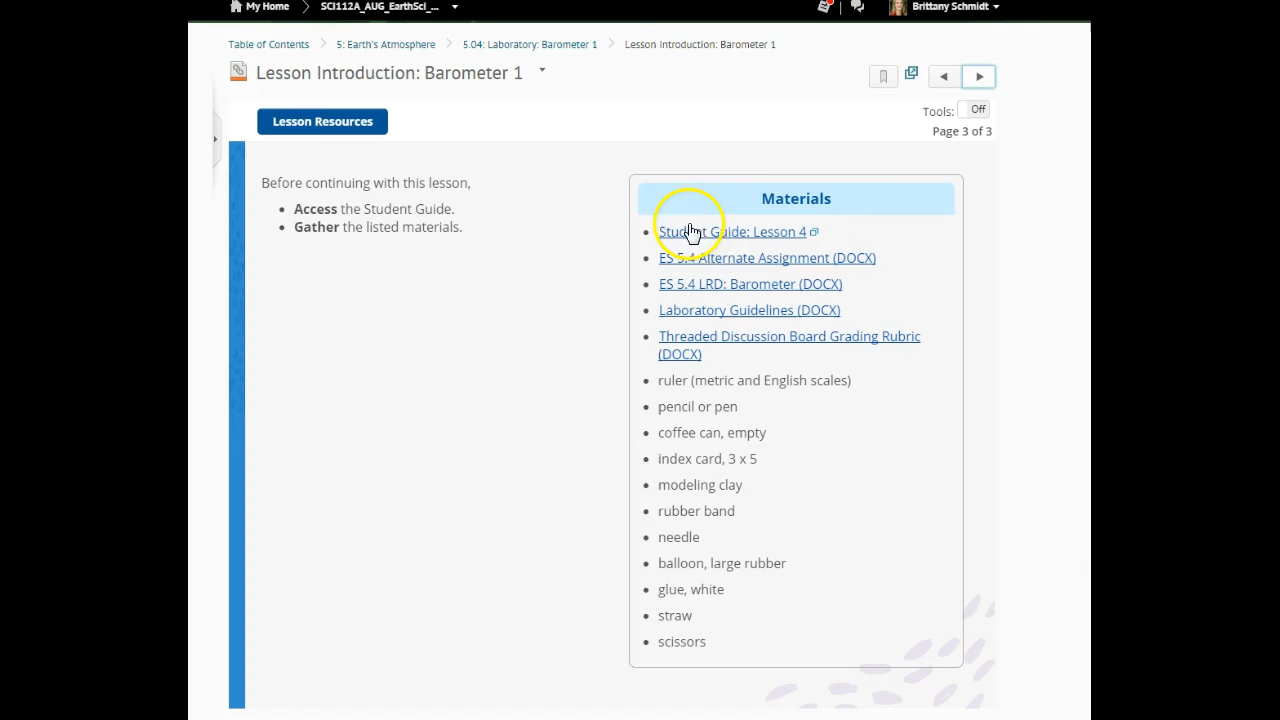 My Home
SCI112A_AUG_EarthSci_...
Brittany Schmidt
Table of Contents
5: Earth's Atmosphere
5.04: Laboratory: Barometer 1
Lesson Introduction: Barometer 1
Lesson Introduction: Barometer 1
Lesson Resources
Tools: Off
Page 3 of 3
Before continuing with this lesson,
Access the Student Guide.
Gather the listed materials.
Materials
Student Guide: Lesson 4
ES 5.4 Alternate Assignment (DOCX)
ES 5.4 LRD: Barometer (DOCX)
Laboratory Guidelines (DOCX)
Threaded Discussion Board Grading Rubric
(DOCX)
ruler (metric and English scales)
pencil or pen
coffee can, empty
index card, 3 x 5
modeling clay
rubber band
needle
balloon, large rubber
glue, white
straw
scissors